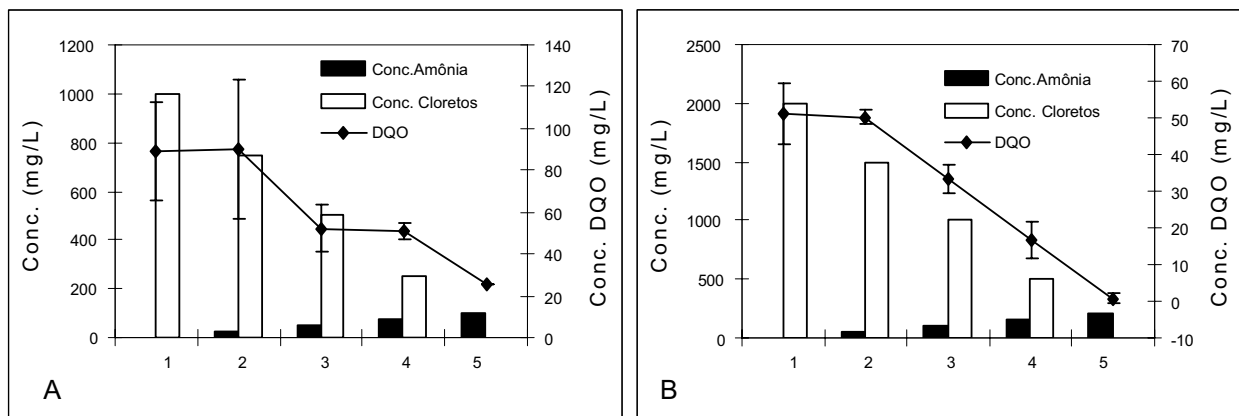 1200
1000
800
600
400
200
0
Conc. (mg/L)
140
120
100
80
60
40
20
0
Conc. DQO (mg/L)
Conc.Amônia
Conc. Cloretos
DQO
1 2 3 4 5
A
2500
2000
1500
1000
500
0
Conc. (mg/L)
70
60
50
40
30
20
10
0
-10
Conc. DQO (mg/L)
Conc.Amônia
Conc. Cloretos
DQO
1 2 3 4 5
B